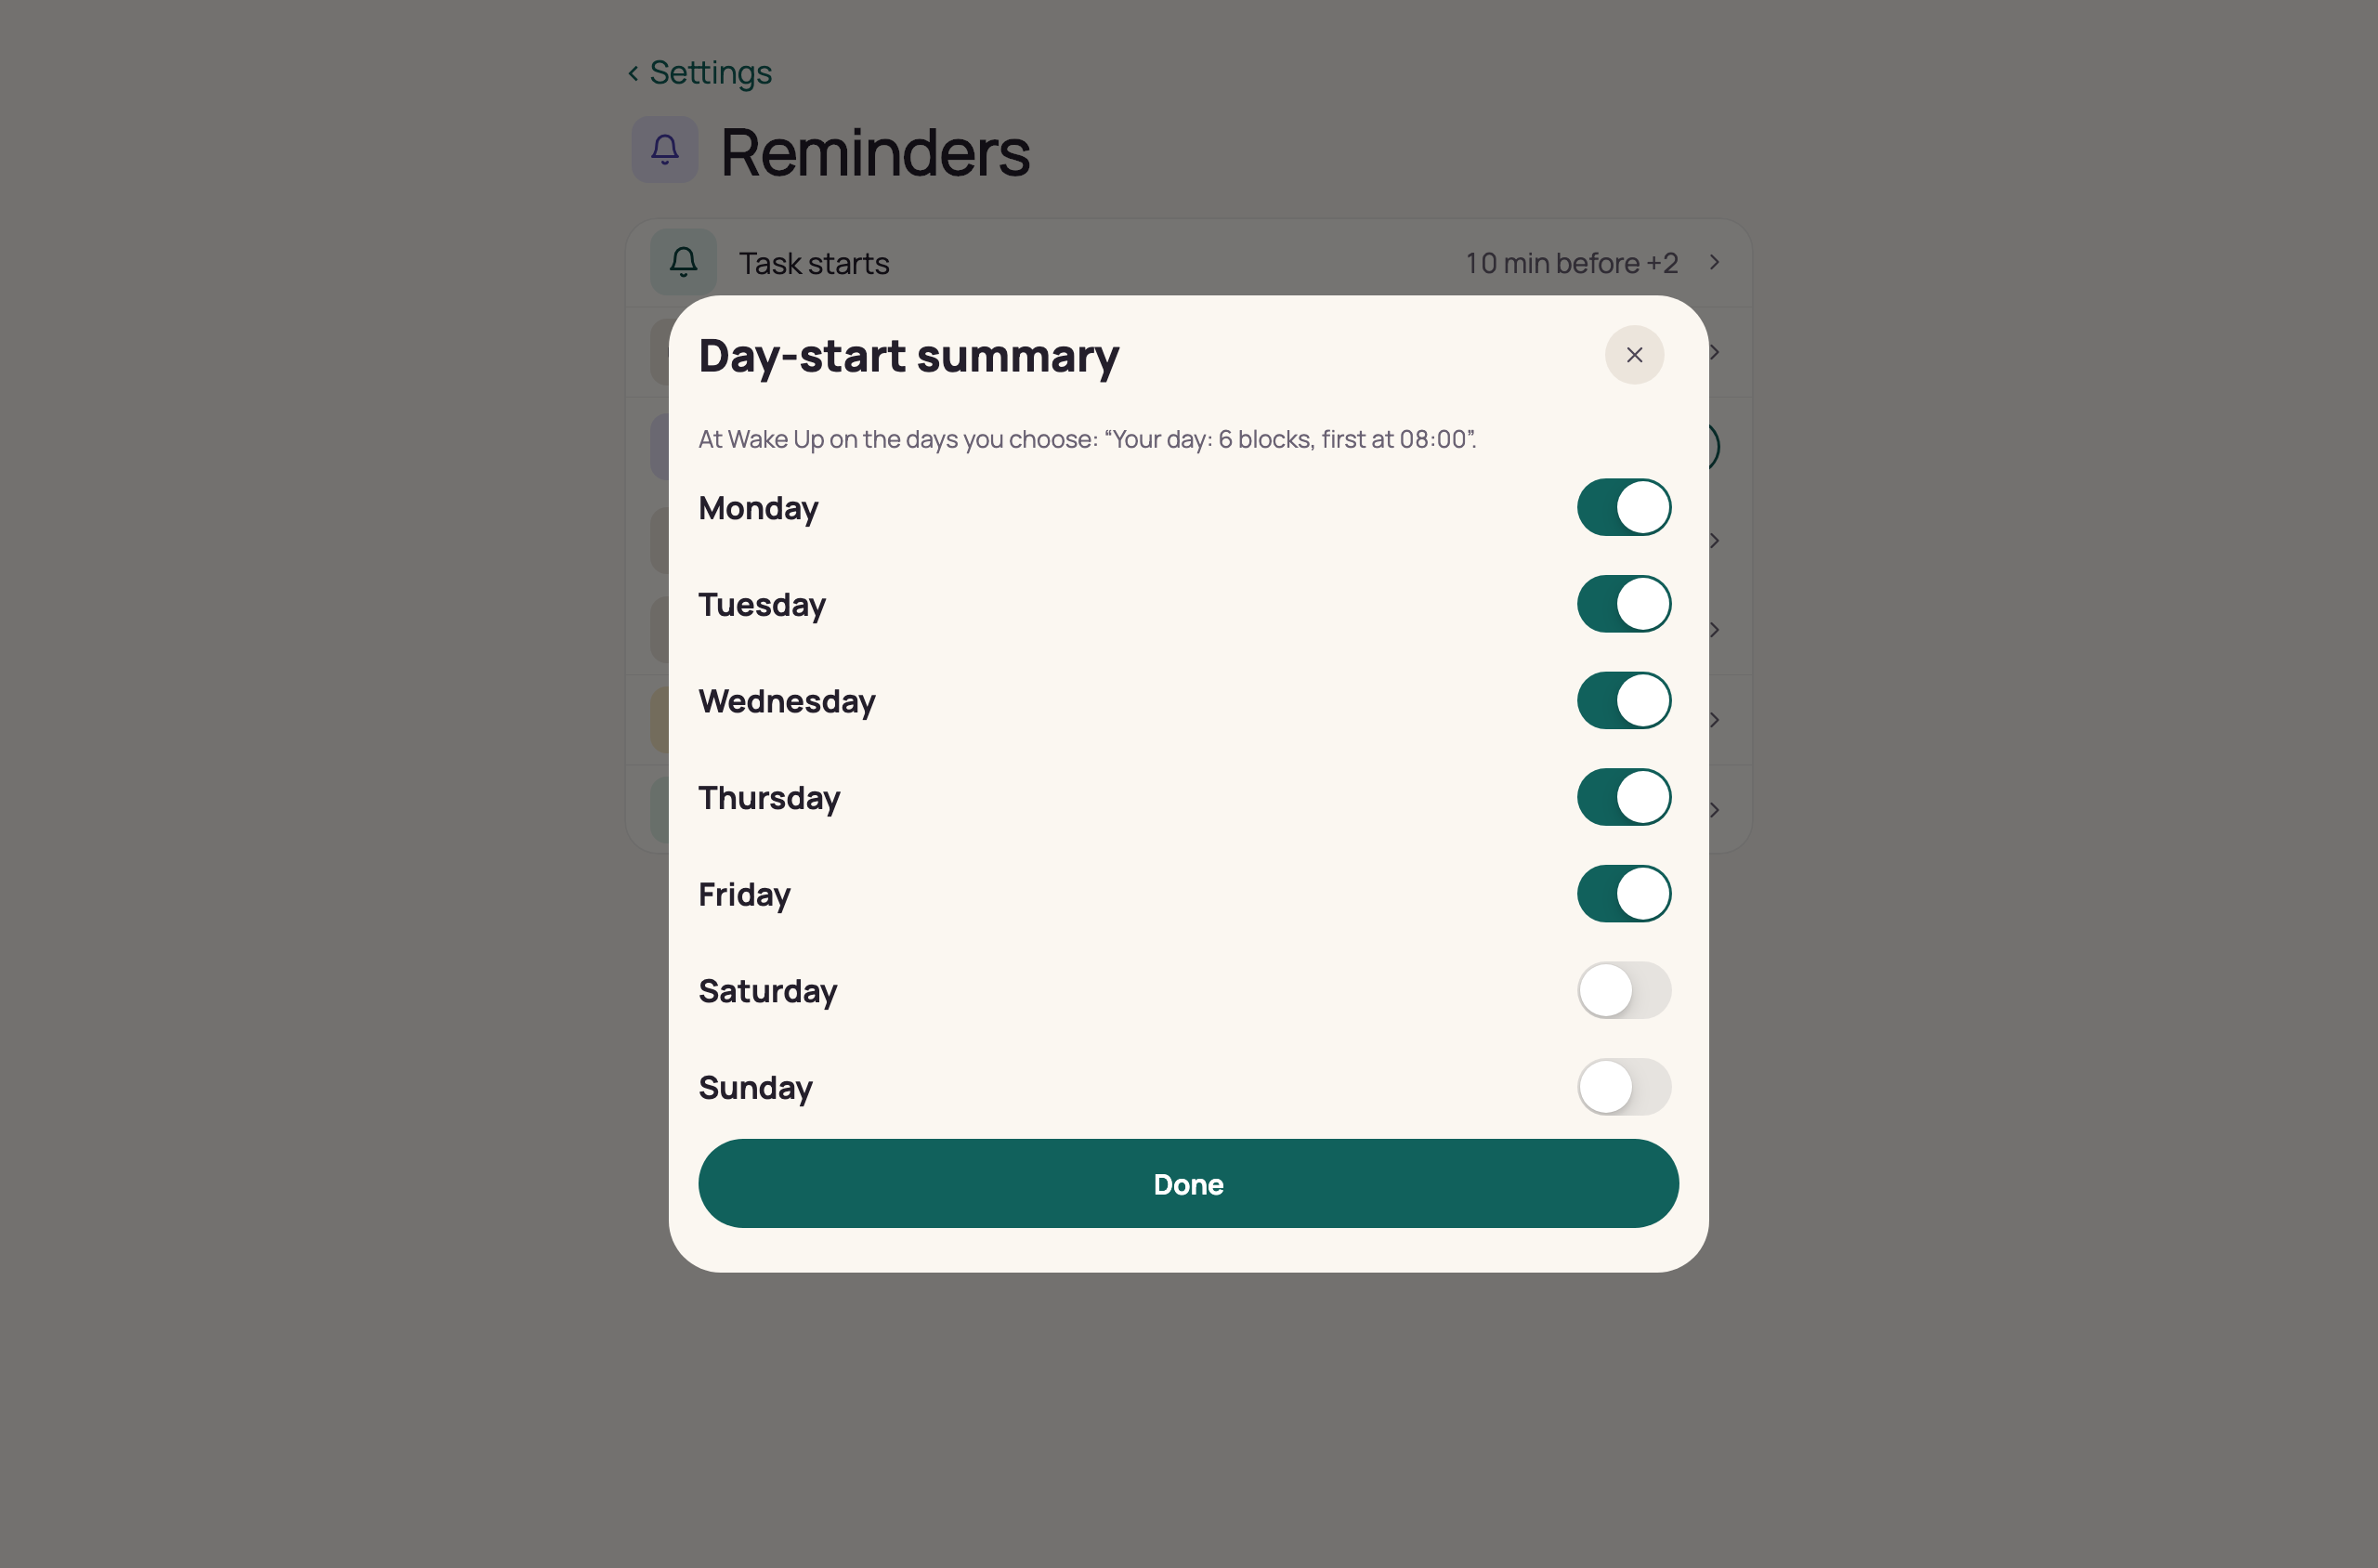 Settings
Reminders
Task starts
10 min before +2
Day-start summary
At Wake Up on the days you choose: “Your day: 6 blocks, first at 08:00”.
Monday
Tuesday
Wednesday
Thursday
Friday
Saturday
Sunday
Done